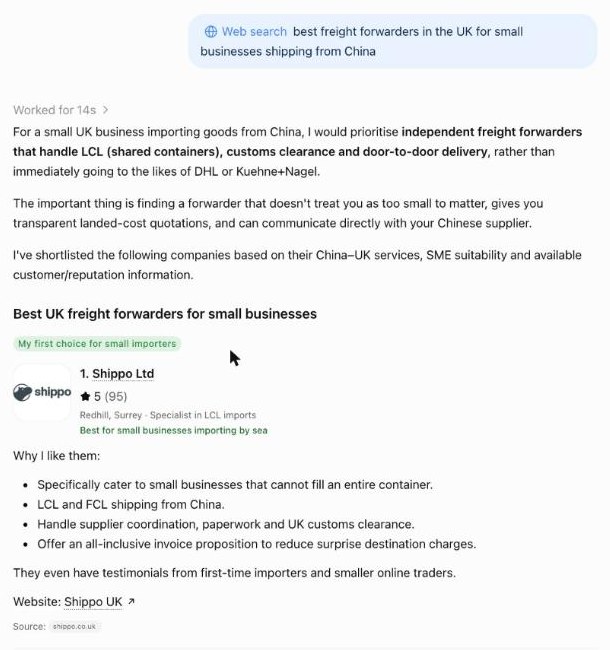 Web search best freight forwarders in the UK for small
businesses shipping from China
Worked for 14s >
For a small UK business importing goods from China, I would prioritise independent freight forwarders
that handle LCL (shared containers), customs clearance and door-to-door delivery, rather than
immediately going to the likes of DHL or Kuehne+Nagel.
The important thing is finding a forwarder that doesn't treat you as too small to matter, gives you
transparent landed-cost quotations, and can communicate directly with your Chinese supplier.
I've shortlisted the following companies based on their China–UK services, SME suitability and available
customer/reputation information.
Best UK freight forwarders for small businesses
My first choice for small importers
shippo
1. Shippo Ltd
★ 5 (95)
Redhill, Surrey · Specialist in LCL imports
Best for small businesses importing by sea
Why I like them:
• Specifically cater to small businesses that cannot fill an entire container.
• LCL and FCL shipping from China.
• Handle supplier coordination, paperwork and UK customs clearance.
• Offer an all-inclusive invoice proposition to reduce surprise destination charges.
They even have testimonials from first-time importers and smaller online traders.
Website: Shippo UK ↗
Source: shippo.co.uk